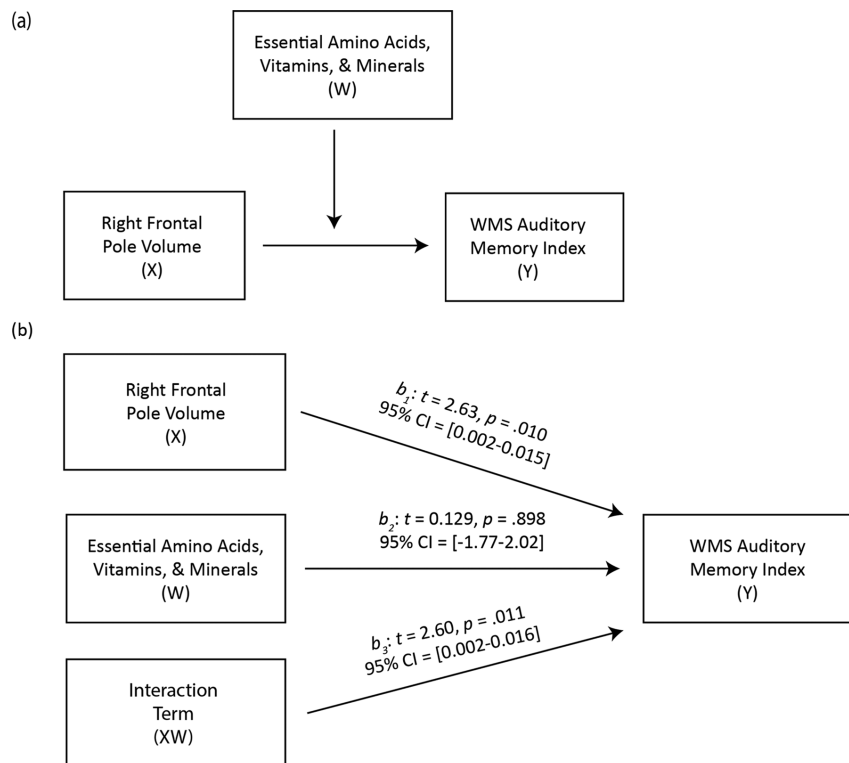 (a)
Essential Amino Acids,
Vitamins, & Minerals
(W)
Right Frontal
Pole Volume
(X)
WMS Auditory
Memory Index
(Y)
(b)
Right Frontal
Pole Volume
(X)
b₁: t = 2.63, p = .010
95% CI = [0.002-0.015]
Essential Amino Acids,
Vitamins, & Minerals
(W)
b₂: t = 0.129, p = .898
95% CI = [-1.77-2.02]
WMS Auditory
Memory Index
(Y)
b₃: t = 2.60, p = .011
95% CI = [0.002-0.016]
Interaction
Term
(XW)